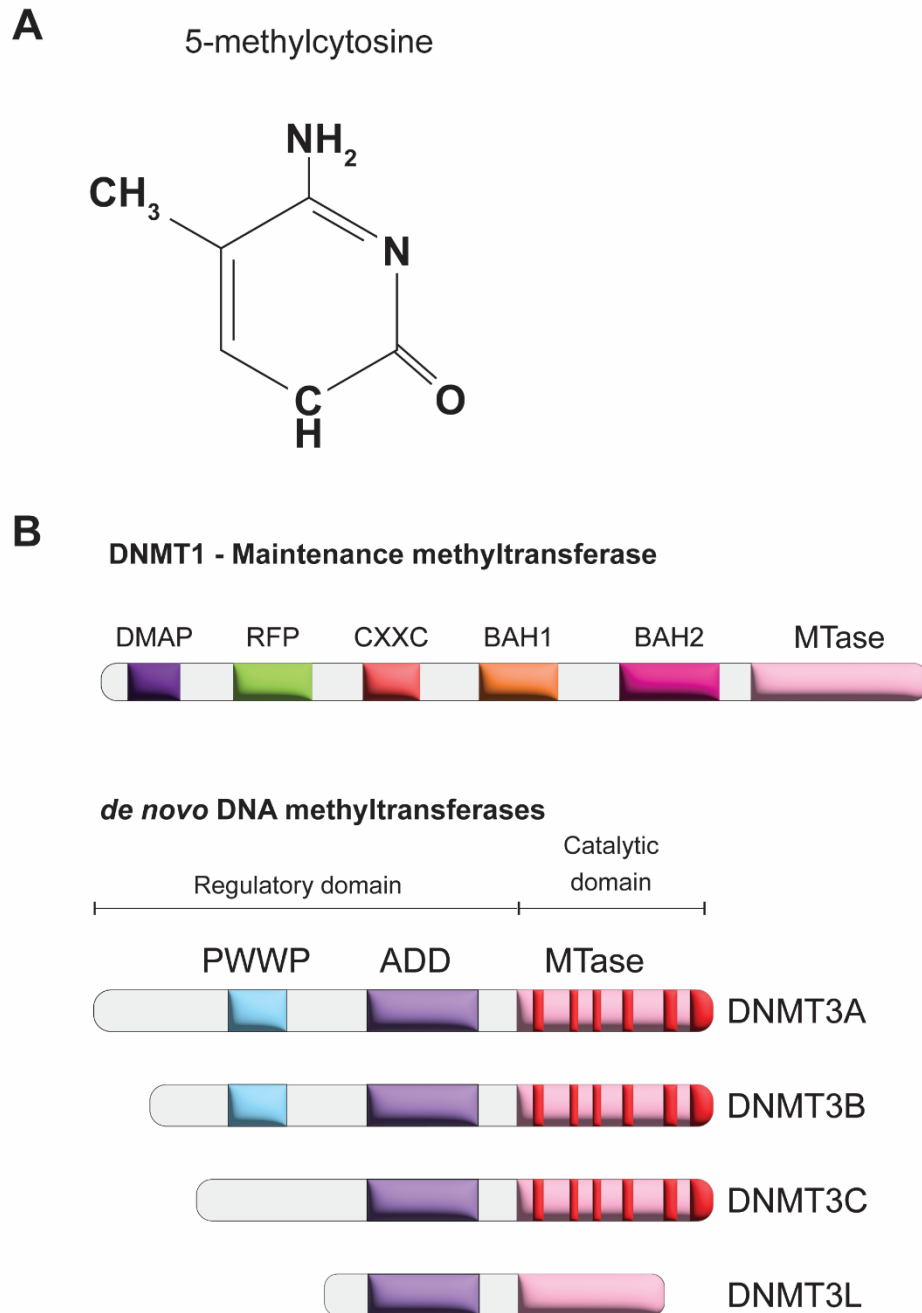 A
5-methylcytosine
NH2
CH3
N
C
H
O
B
DNMT1 - Maintenance methyltransferase
DMAP RFP CXXC BAH1 BAH2 MTase
de novo DNA methyltransferases
Regulatory domain
Catalytic
domain
PWWP ADD MTase
DNMT3A
DNMT3B
DNMT3C
DNMT3L